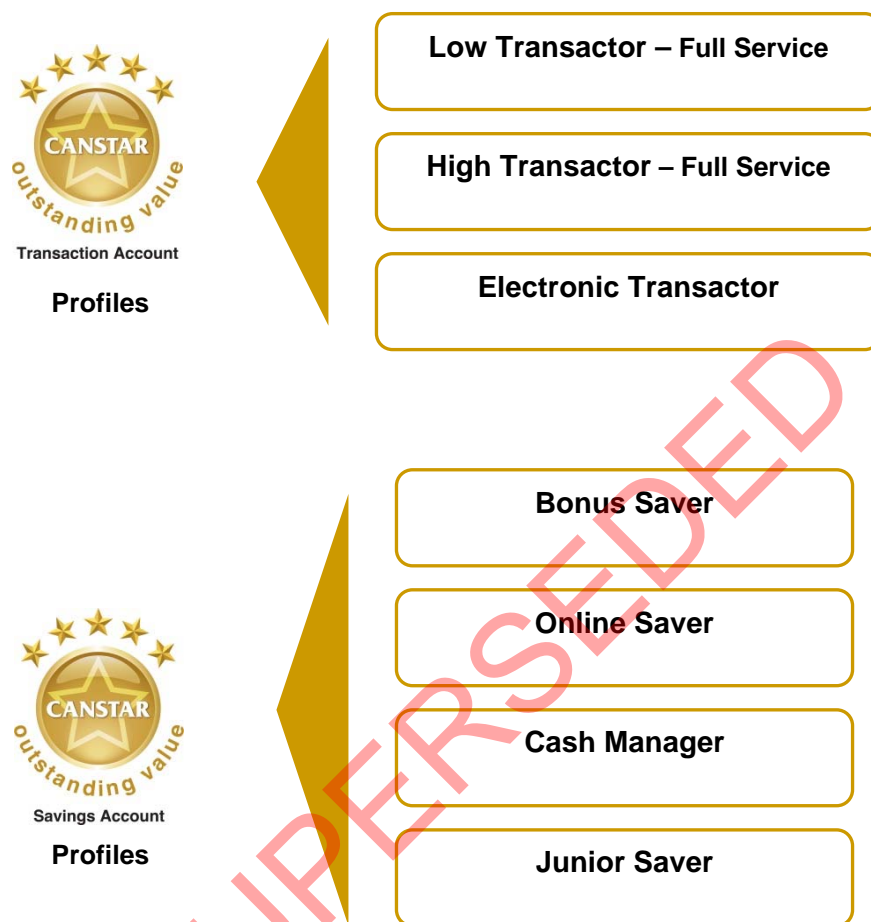 Low Transactor – Full Service
CANSTAR
outstanding value
Transaction Account
Profiles
High Transactor – Full Service
Electronic Transactor
Bonus Saver
Online Saver
CANSTAR
outstanding value
Savings Account
Profiles
Cash Manager
Junior Saver
UPERSEDED